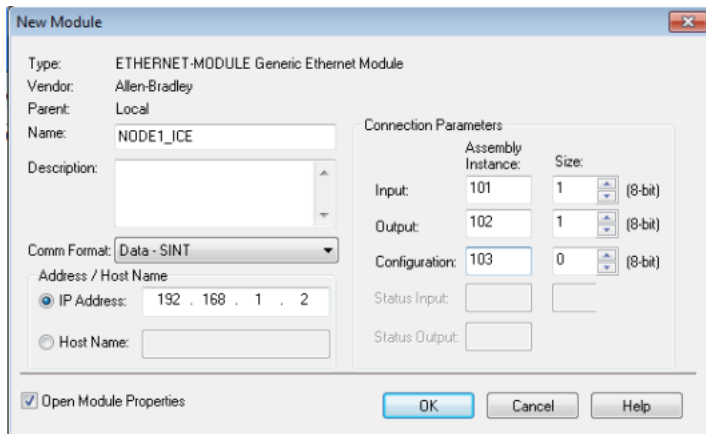 New Module
Type: ETHERNET-MODULE Generic Ethernet Module
Vendor: Allen-Bradley
Parent: Local
Name: NODE1_ICE
Description:
Comm Format: Data - SINT
Address / Host Name
IP Address: 192 . 168 . 1 . 2
Host Name:
Connection Parameters
Assembly Instance: Size:
Input: 101 1 (8-bit)
Output: 102 1 (8-bit)
Configuration: 103 0 (8-bit)
Status Input:
Status Output:
Open Module Properties
OK Cancel Help